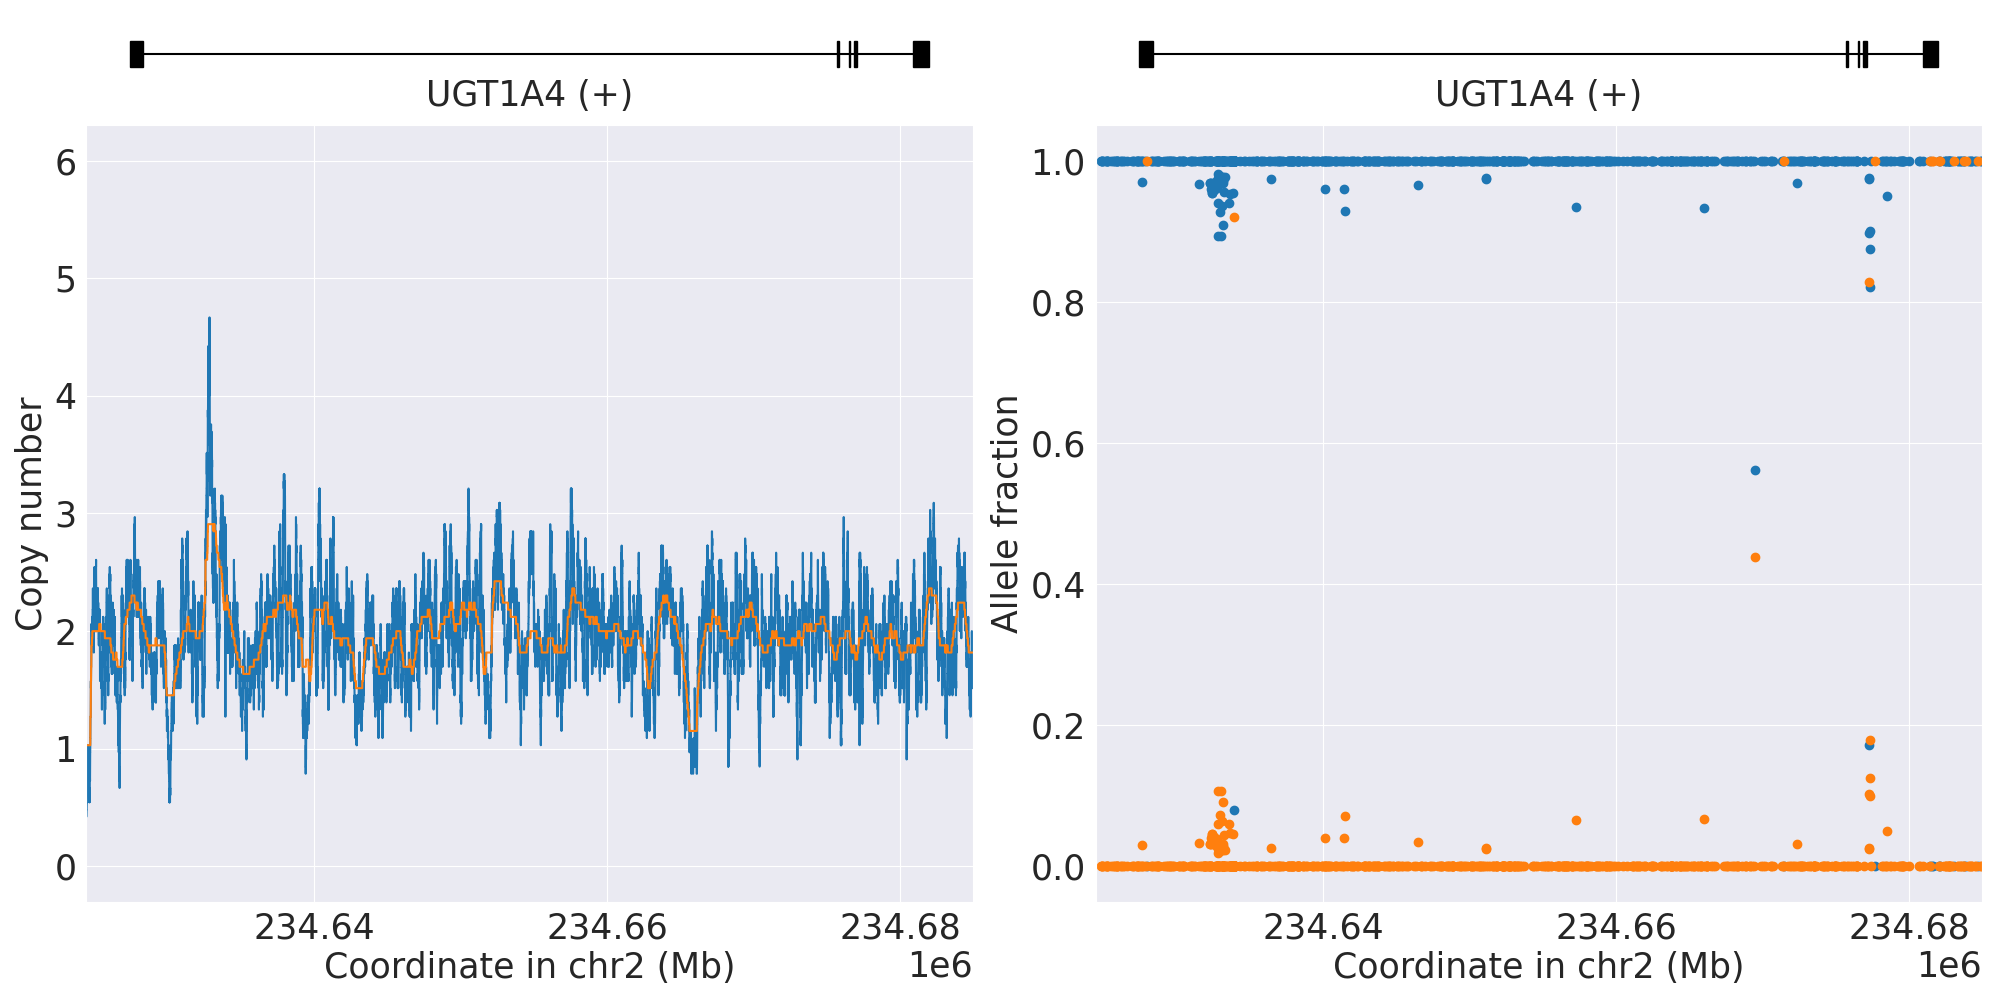 UGT1A4 (+)
6
5
4
3
2
1
0
Copy number
234.64
234.66
234.68
Coordinate in chr2 (Mb)
1e6
UGT1A4 (+)
1.0
0.8
0.6
0.4
0.2
0.0
Allele fraction
234.64
234.66
234.68
Coordinate in chr2 (Mb)
1e6